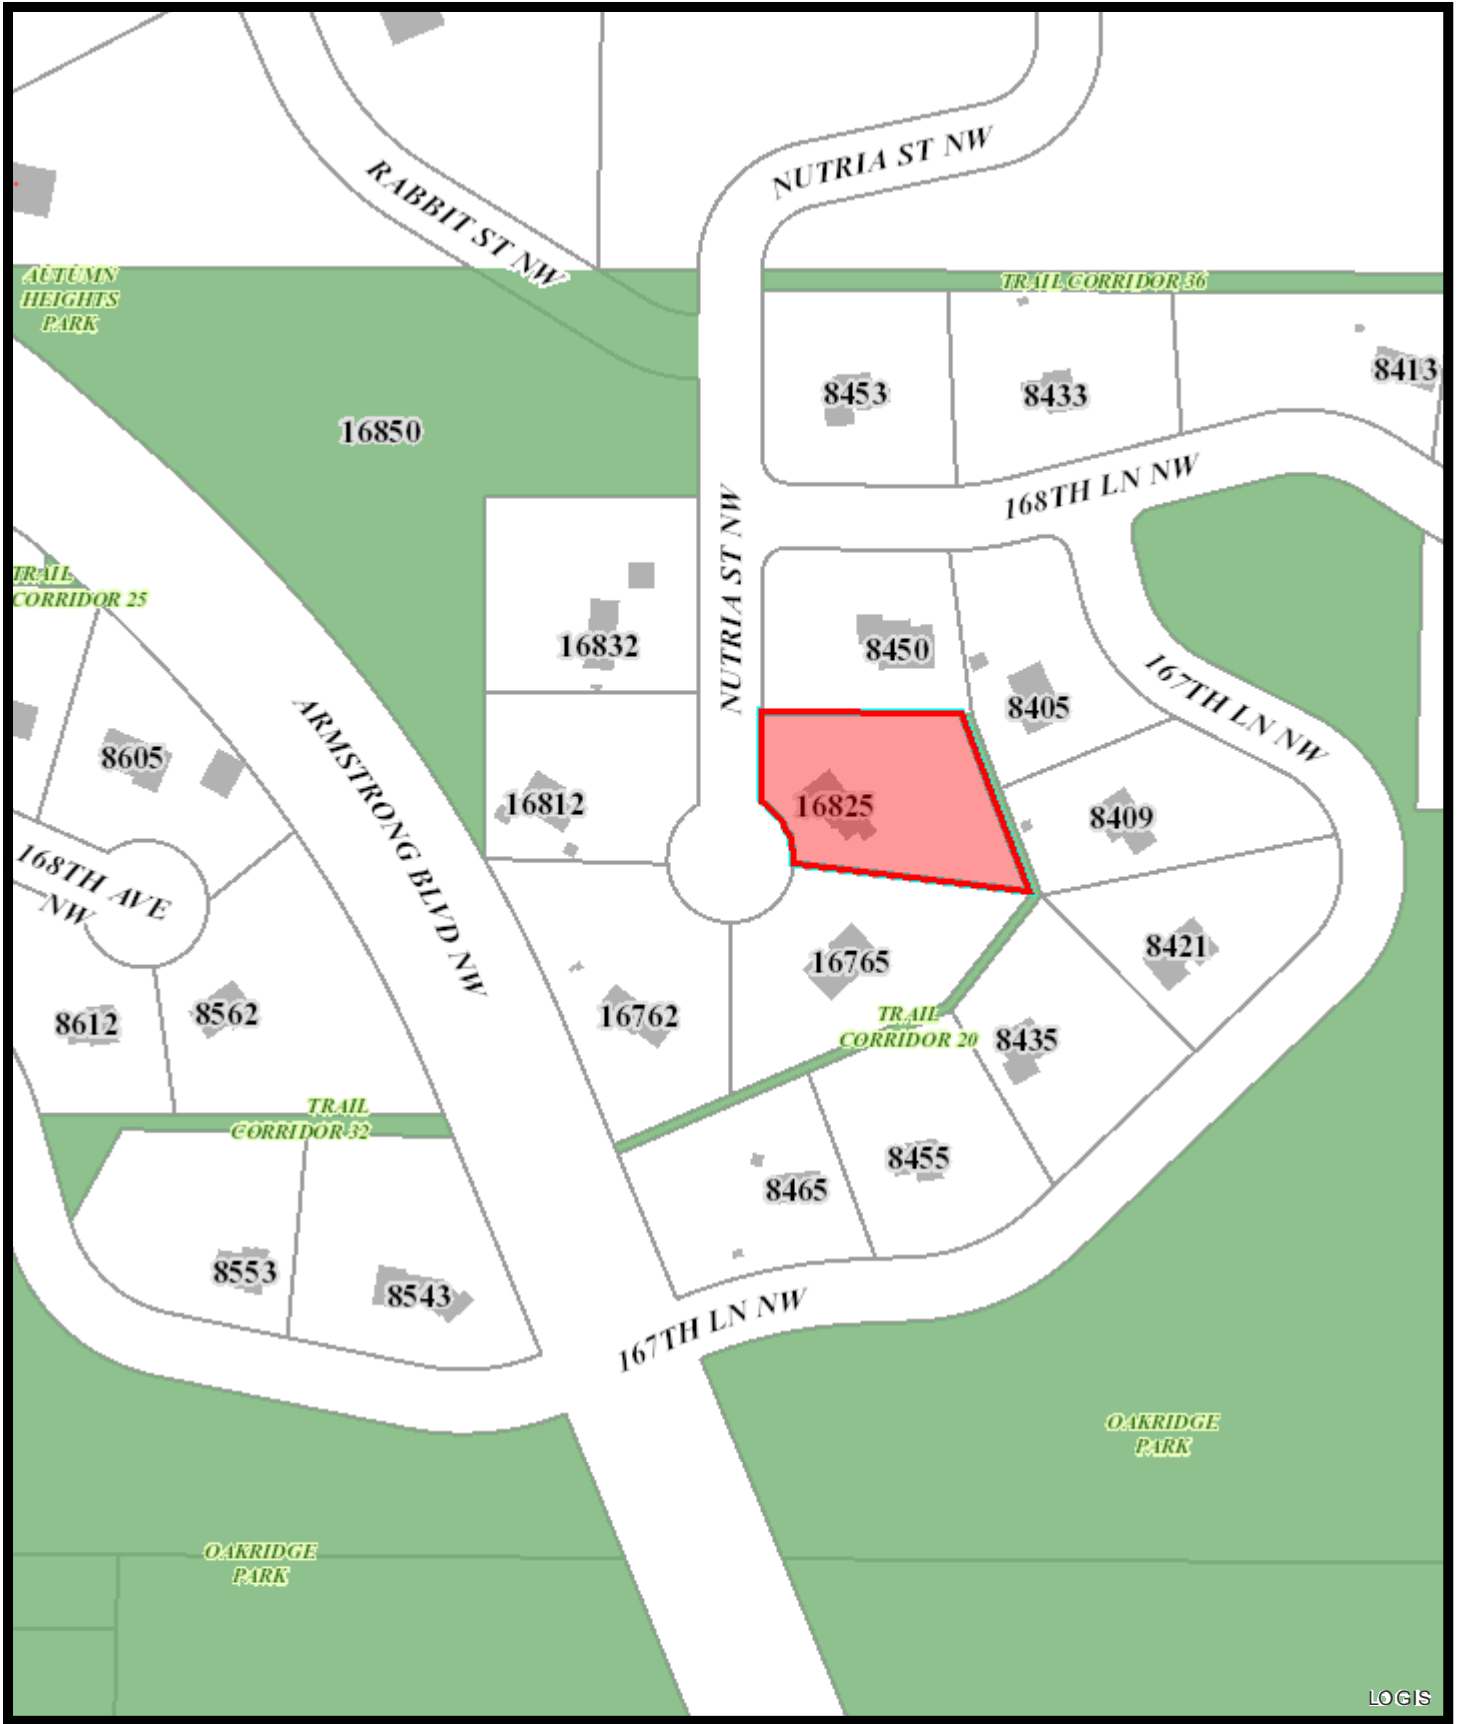 NUTRIA ST NW
RABBIT ST NW
AUTUMN
HEIGHTS
PARK
TRAIL CORRIDOR 36
8453
8433
8413
16850
168TH LN NW
NUTRIA ST NW
TRAIL
CORRIDOR 25
16832
8450
8405
167TH LN NW
8605
ARMSTRONG BLVD NW
16812
16825
8409
168TH AVE
NW
8421
16765
16762
TRAIL
CORRIDOR 20
8435
8612
8562
TRAIL
CORRIDOR 32
8455
8465
8553
8543
167TH LN NW
OAKRIDGE
PARK
OAKRIDGE
PARK
LOGIS